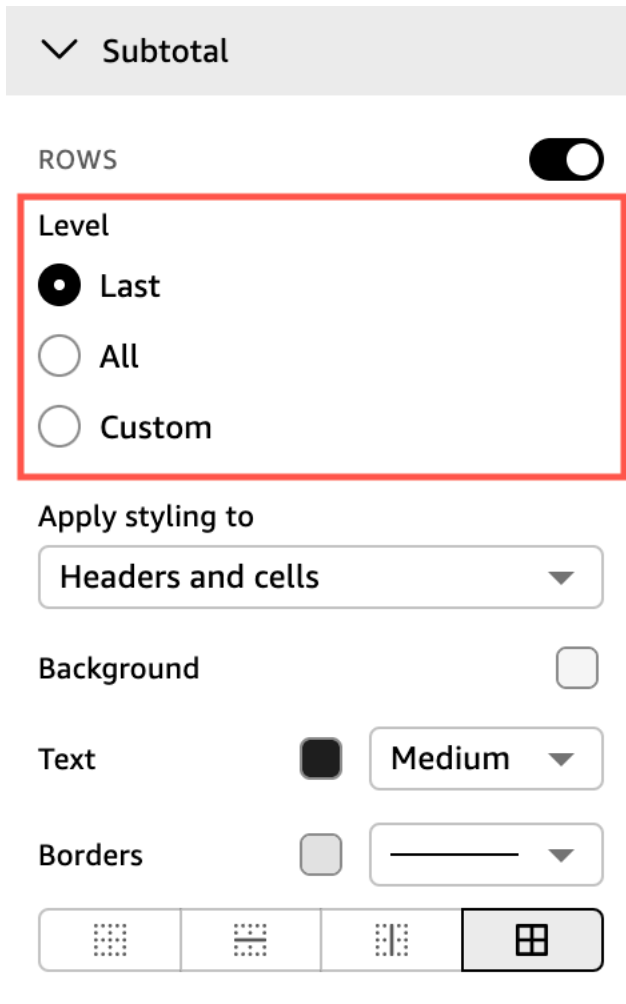 Subtotal
ROWS
Level
Last
All
Custom
Apply styling to
Headers and cells
Background
Text Medium
Borders